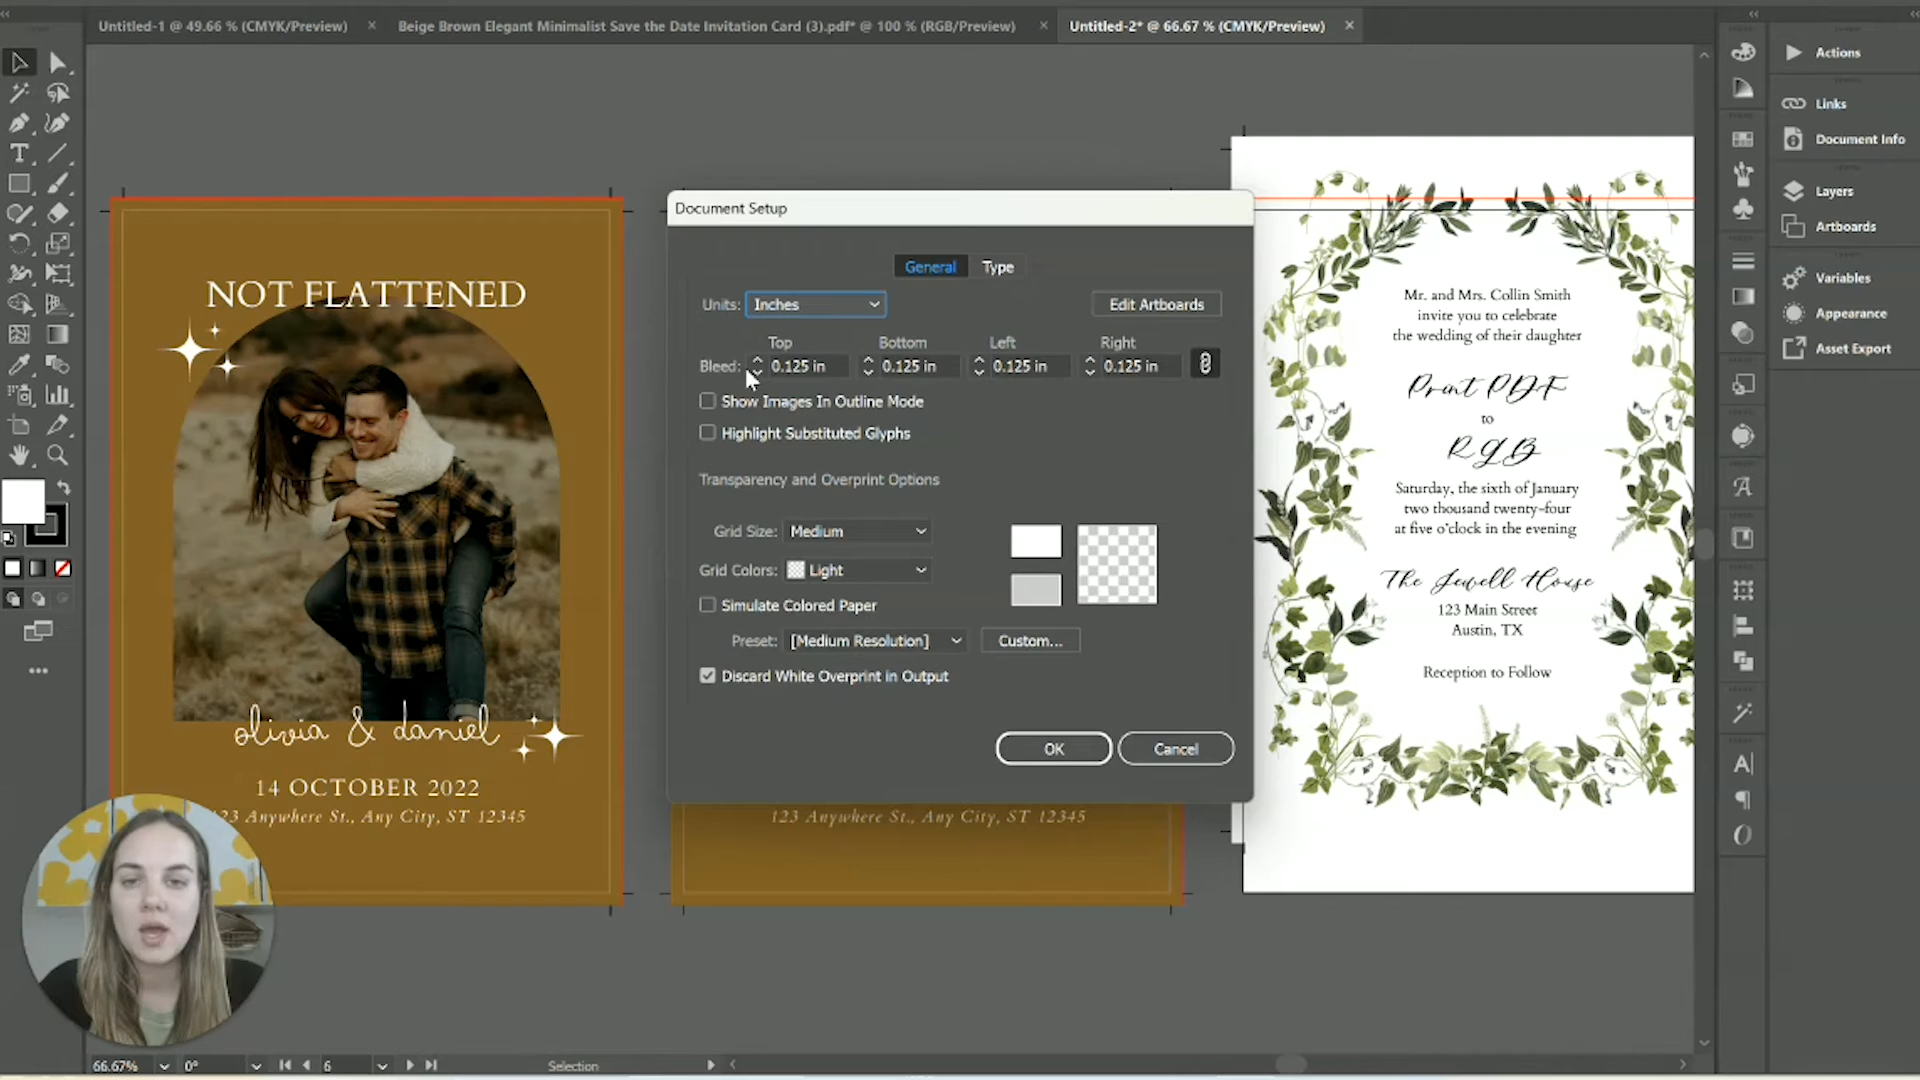 Untitled-1 @ 49.66 % (CMYK/Preview)
Beige Brown Elegant Minimalist Save the Date Invitation Card (3).pdf* @ 100 % (RGB/Preview)
Untitled-2* @ 66.67 % (CMYK/Preview)
Actions
Links
Document Info
Layers
Artboards
Variables
Appearance
Asset Export
NOT FLATTENED
olivia & daniel
14 OCTOBER 2022
123 Anywhere St., Any City, ST 12345
Document Setup
General
Type
Units: Inches
Edit Artboards
Top Bottom Left Right
Bleed: 0.125 in 0.125 in 0.125 in 0.125 in
Show Images In Outline Mode
Highlight Substituted Glyphs
Transparency and Overprint Options
Grid Size: Medium
Grid Colors: Light
Simulate Colored Paper
Preset: [Medium Resolution]
Custom...
Discard White Overprint in Output
OK
Cancel
123 Anywhere St., Any City, ST 12345
Mr. and Mrs. Collin Smith
invite you to celebrate
the wedding of their daughter
Print PDF
to
RGB
Saturday, the sixth of January
two thousand twenty-four
at five o'clock in the evening
The Jewell House
123 Main Street
Austin, TX
Reception to Follow
66.67%
0°
6
Selection